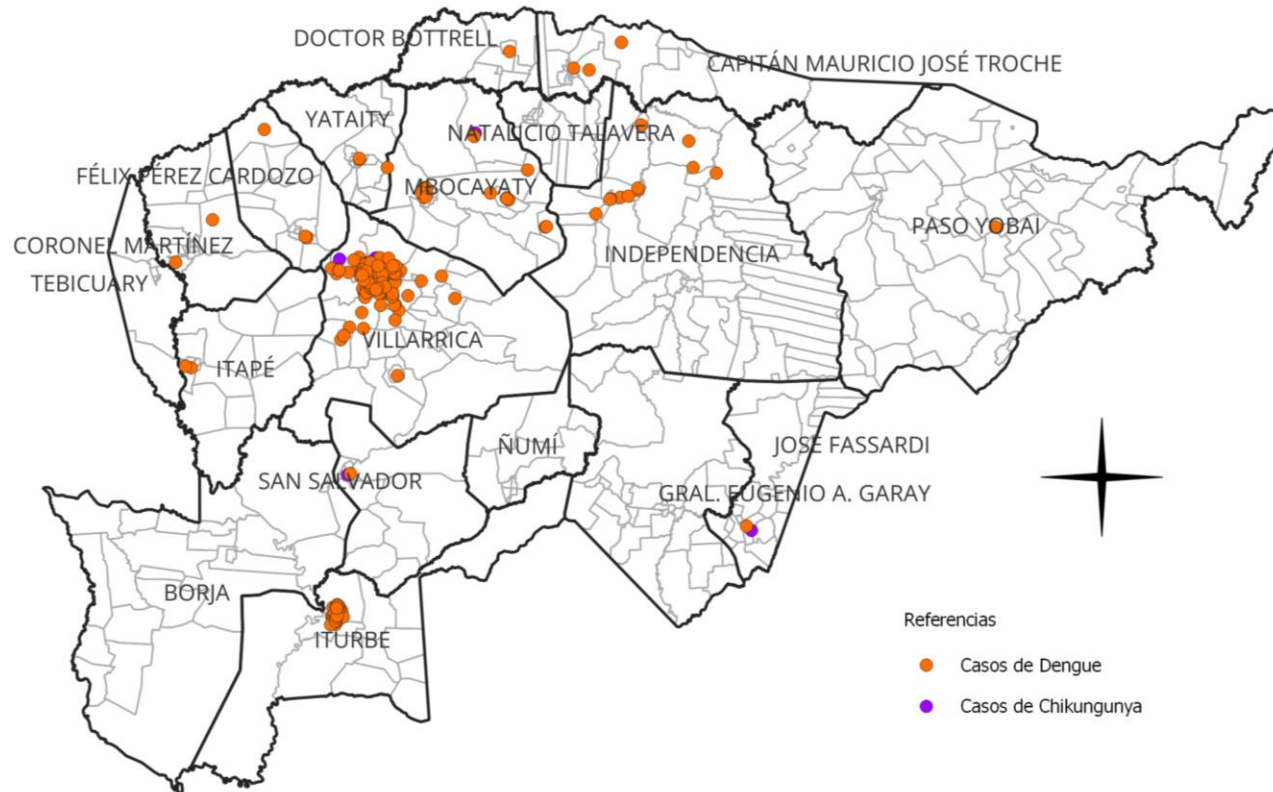 DOCTOR BOTTRELL
CAPITÁN MAURICIO JOSÉ TROCHE
YATAITY
NATALICIO TALAVERA
FÉLIX PÉREZ CARDOZO
MBOCAYATY
PASO YOBAI
CORONEL MARTÍNEZ
INDEPENDENCIA
TEBICUARY
VILLARRICA
ITAPÉ
ÑUMÍ
JOSE FASSARDI
SAN SALVADOR
GRAL. EUGENIO A. GARAY
BORJA
ITURBE
Referencias
Casos de Dengue
Casos de Chikungunya